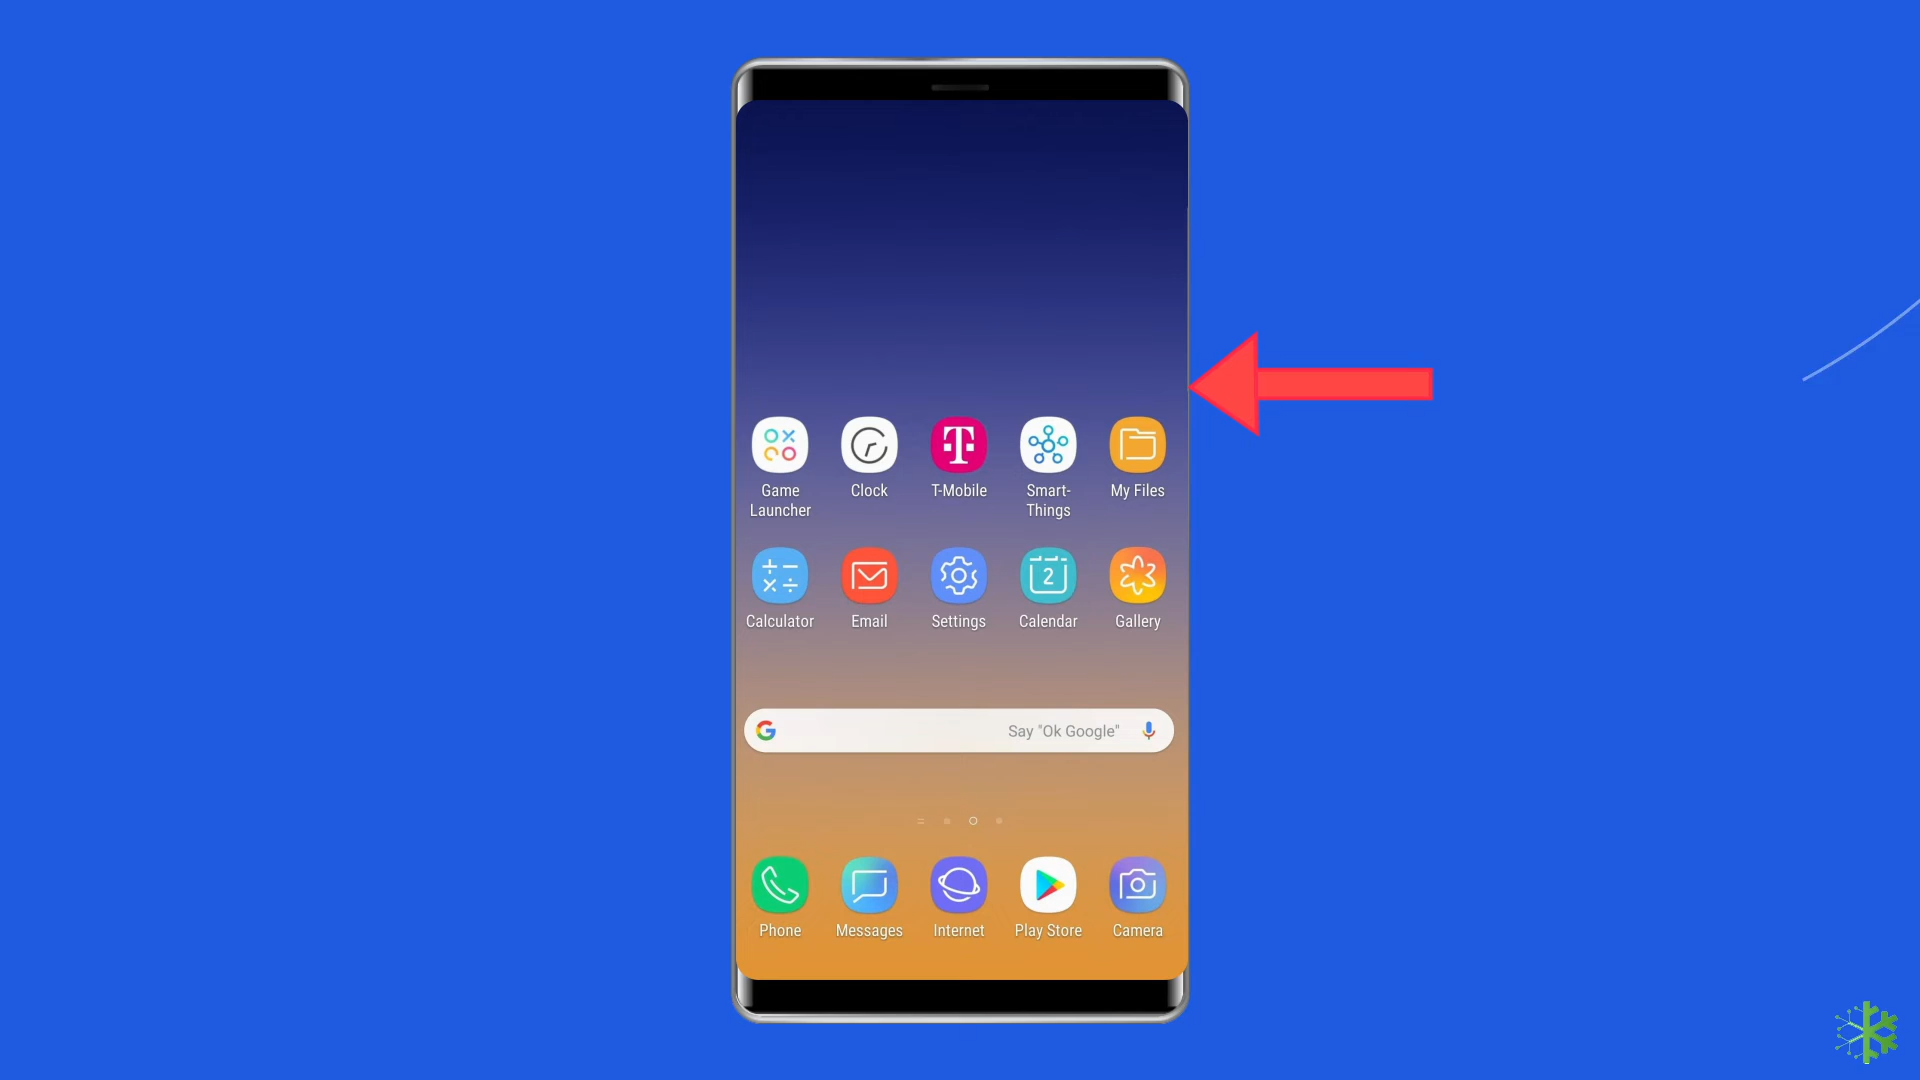 Game Launcher
Clock
T-Mobile
Smart-
Things
My Files
Calculator
Email
Settings
2
Calendar
Gallery
G
Say "Ok Google"
Phone
Messages
Internet
Play Store
Camera